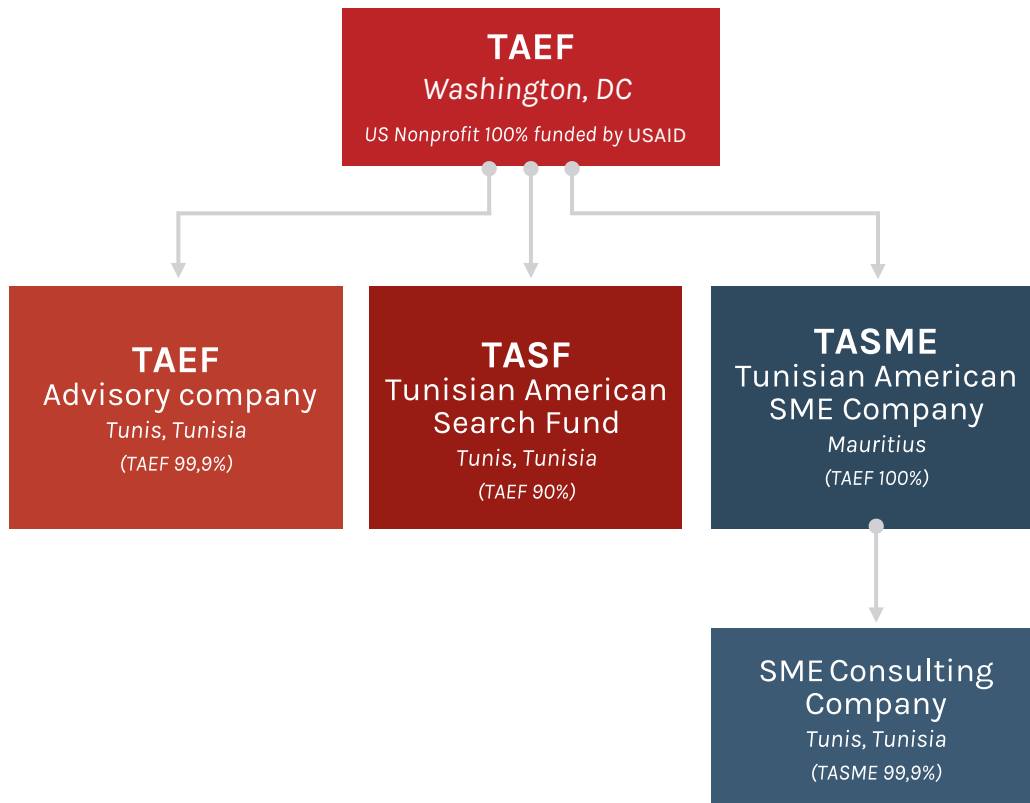 TAEF
Washington, DC
US Nonprofit 100% funded by USAID
TAEF
Advisory company
Tunis, Tunisia
(TAEF 99,9%)
TASF
Tunisian American
Search Fund
Tunis, Tunisia
(TAEF 90%)
TASME
Tunisian American
SME Company
Mauritius
(TAEF 100%)
SME Consulting
Company
Tunis, Tunisia
(TASME 99,9%)